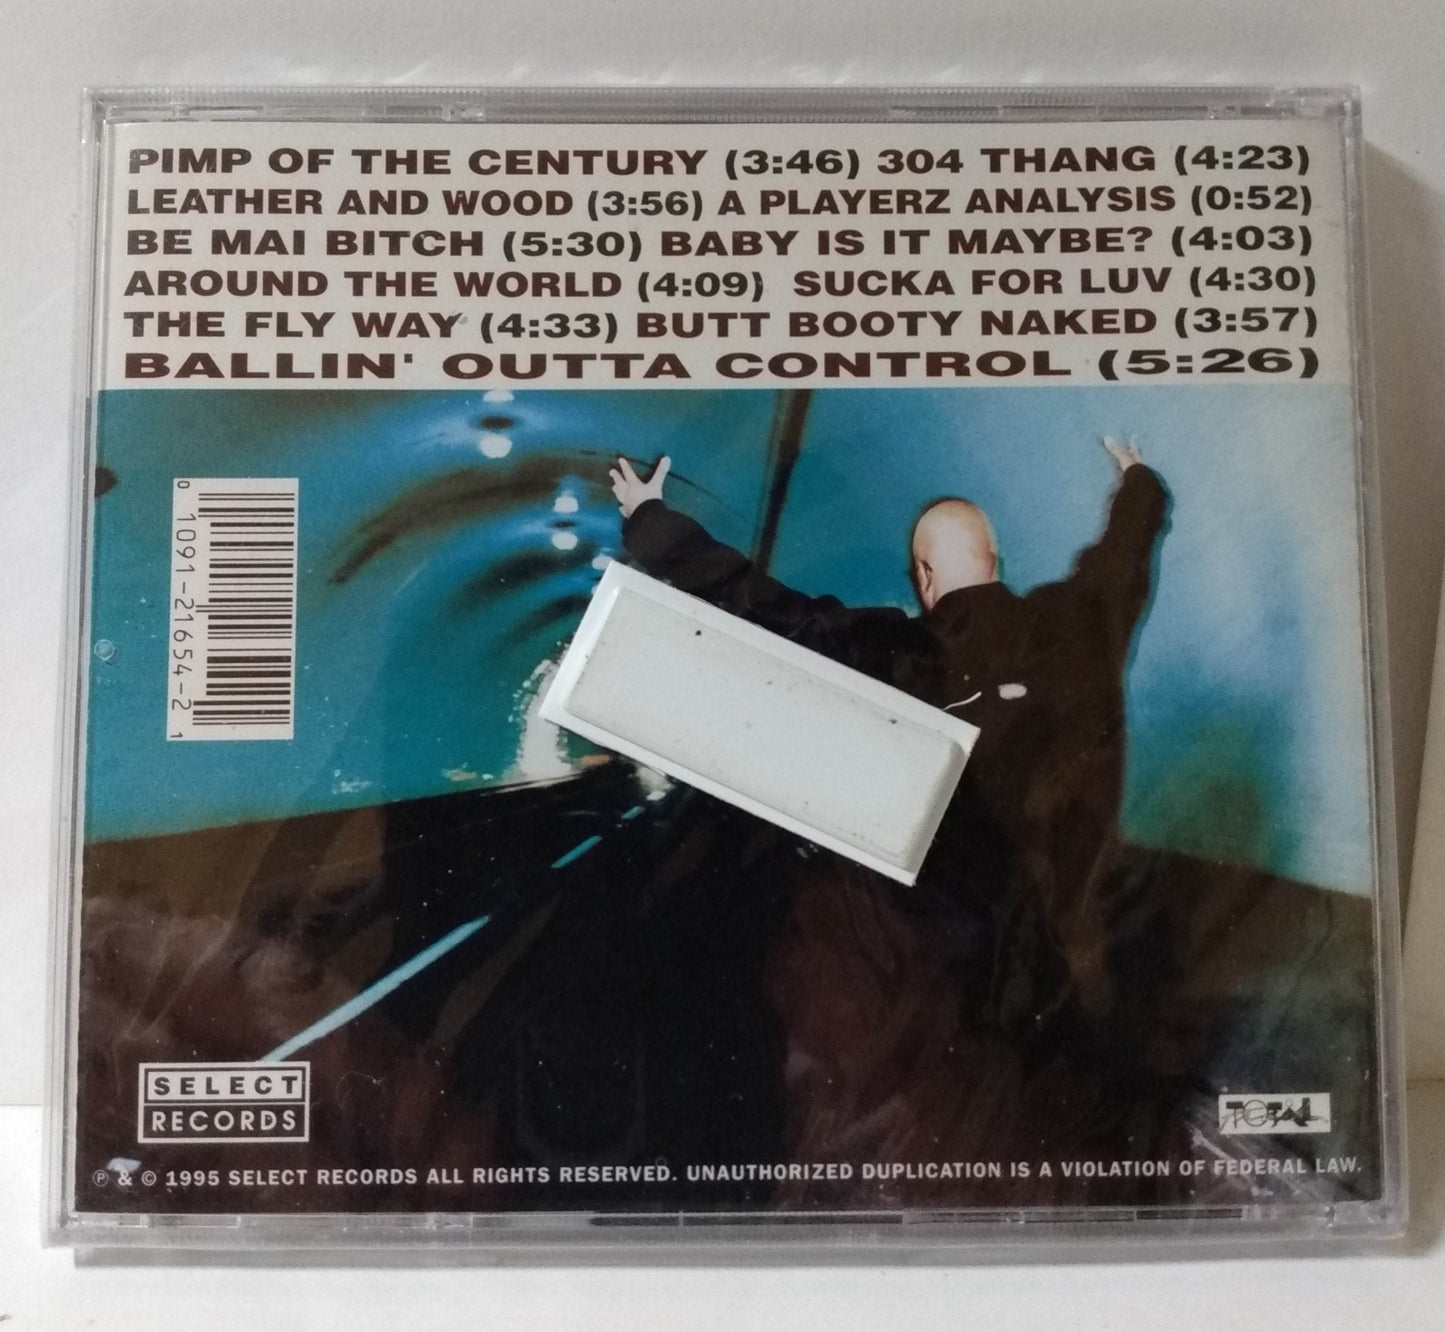 PIMP OF THE CENTURY (3:46) 304 THANG (4:23)
LEATHER AND WOOD (3:56) A PLAYERZ ANALYSIS (0:52)
BE MAI BITCH (5:30) BABY IS IT MAYBE? (4:03)
AROUND THE WORLD (4:09) SUCKA FOR LUV (4:30)
THE FLY WAY (4:33) BUTT BOOTY NAKED (3:57)
BALLIN' OUTTA CONTROL (5:26)
0 1091-21654-2 1
SELECT
RECORDS
TOTAL
℗ & © 1995 SELECT RECORDS ALL RIGHTS RESERVED. UNAUTHORIZED DUPLICATION IS A VIOLATION OF FEDERAL LAW.